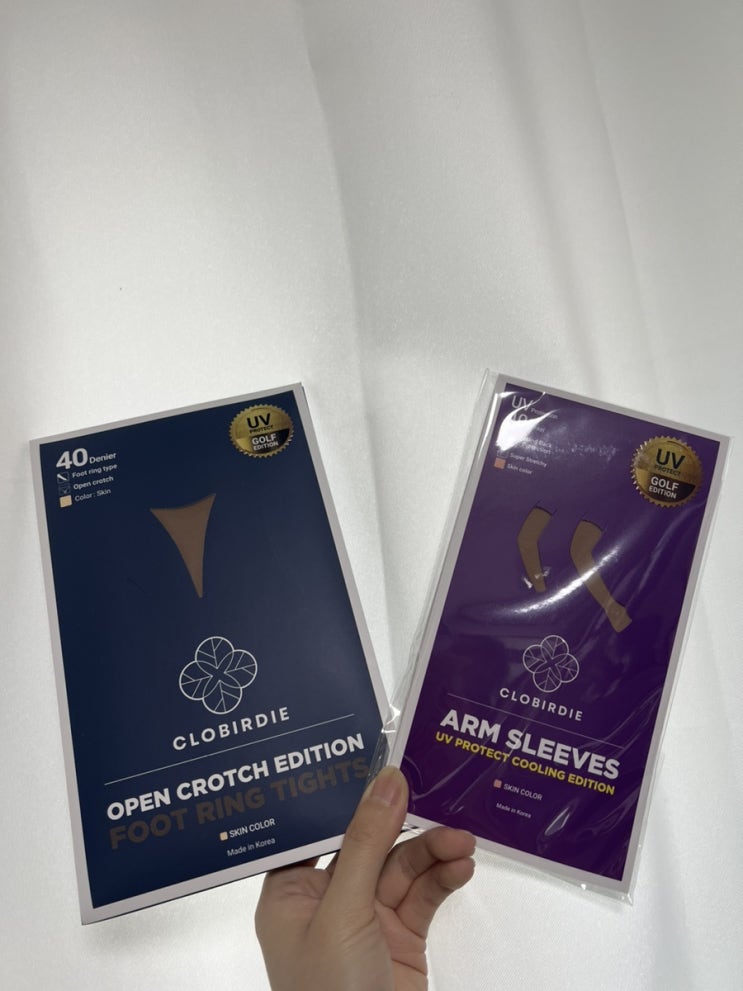 40 Denier
Foot ring type
Open crotch
Color : Skin
UV
PROTECT
GOLF
EDITION
CLOBIRDIE
OPEN CROTCH EDITION
FOOT RING TIGHTS
SKIN COLOR
Made in Korea
UV
Super Stretchy
Skin color
UV
PROTECT
GOLF
EDITION
CLOBIRDIE
ARM SLEEVES
UV PROTECT COOLING EDITION
SKIN COLOR
Made in Korea